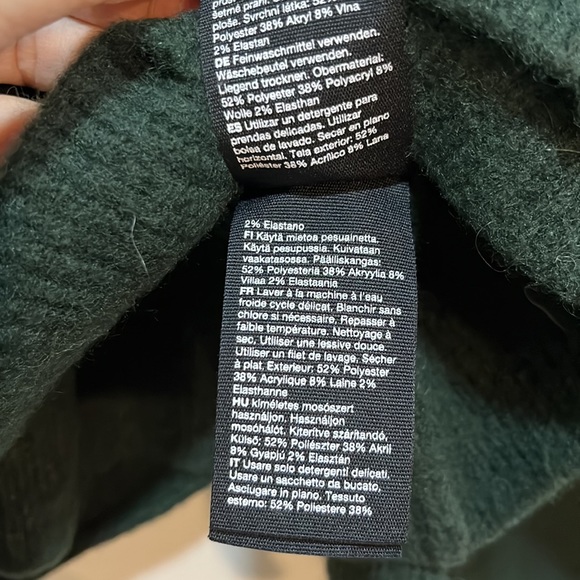 šetrné praní. Svrchní látka: 52%
Polyester 38% Akryl 8% Vlna
2% Elastan
DE Feinwaschmittel verwenden.
Wäschebeutel verwenden.
Liegend trocknen. Obermaterial:
52% Polyester 38% Polyacryl 8%
Wolle 2% Elasthan
ES Utilizar un detergente para
prendas delicadas. Utilizar
bolsa de lavado. Secar en plano
horizontal. Tela exterior: 52%
Poliéster 38% Acrílico 8% Lana
2% Elastano
FI Käytä mietoa pesuainetta.
Käytä pesupussia. Kuivataan
vaakatasossa. Päälliskangas:
52% Polyesteriä 38% Akryylia 8%
Villaa 2% Elastaania
FR Laver à la machine à l'eau
froide cycle délicat. Blanchir sans
chlore si nécessaire. Repasser à
faible température. Nettoyage à
sec. Utiliser une lessive douce.
Utiliser un filet de lavage. Sécher
à plat. Exterieur: 52% Polyester
38% Acrylique 8% Laine 2%
Elasthanne
HU kíméletes mosószert
használjon. Használjon
mosóhálót. Kiterítve szárítandó.
Külső: 52% Poliészter 38% Akril
8% Gyapjú 2% Elasztán
IT Usare solo detergenti delicati.
Usare un sacchetto da bucato.
Asciugare in piano. Tessuto
esterno: 52% Poliestere 38%